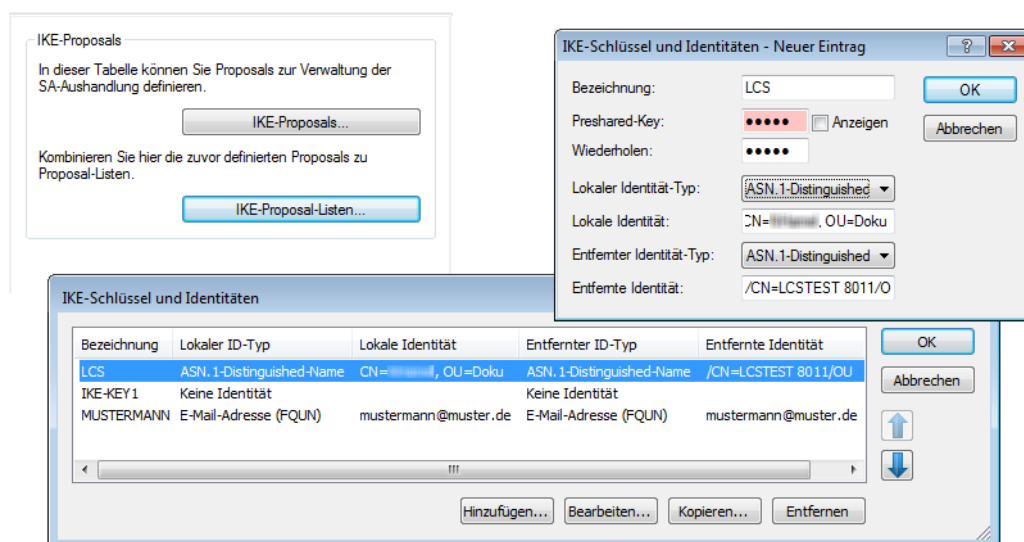 IKE-Proposals
In dieser Tabelle können Sie Proposals zur Verwaltung der
SA-Aushandlung definieren.
IKE-Proposals...
Kombinieren Sie hier die zuvor definierten Proposals zu
Proposal-Listen.
IKE-Proposal-Listen...
IKE-Schlüssel und Identitäten - Neuer Eintrag
Bezeichnung: LCS OK
Preshared-Key: ●●●●● Anzeigen Abbrechen
Wiederholen: ●●●●●
Lokaler Identität-Typ: ASN.1-Distinguished
Lokale Identität: CN= , OU=Doku
Entfernter Identität-Typ: ASN.1-Distinguished
Entfernte Identität: /CN=LCSTEST 8011/O
IKE-Schlüssel und Identitäten
Bezeichnung Lokaler ID-Typ Lokale Identität Entfernter ID-Typ Entfernte Identität OK
LCS ASN.1-Distinguished-Name CN= , OU=Doku ASN.1-Distinguished-Name /CN=LCSTEST 8011/OU Abbrechen
IKE-KEY1 Keine Identität Keine Identität
MUSTERMANN E-Mail-Adresse (FQUN) mustermann@muster.de E-Mail-Adresse (FQUN) mustermann@muster.de
Hinzufügen... Bearbeiten... Kopieren... Entfernen